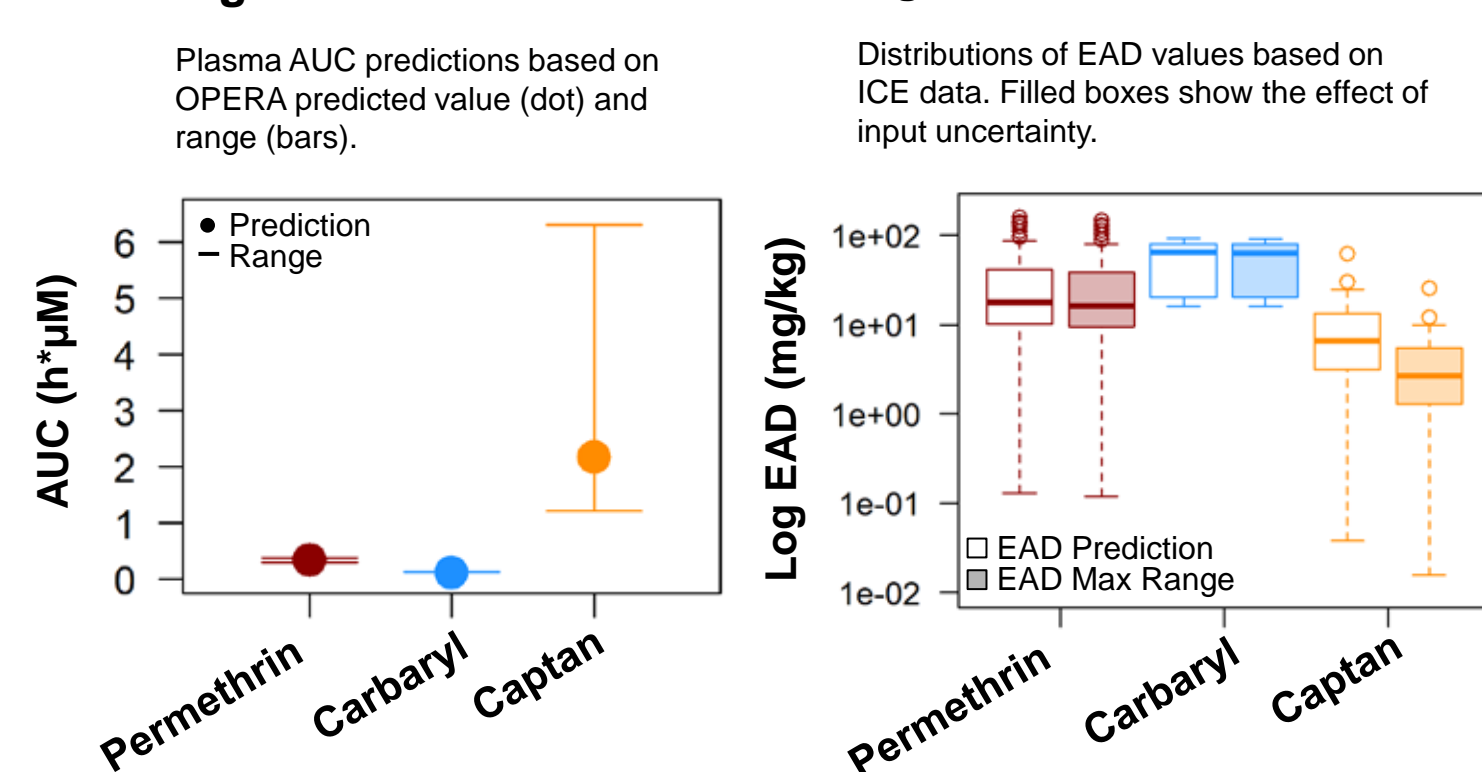 Plasma AUC predictions based on
OPERA predicted value (dot) and
range (bars).
AUC (h*μM)
6
5
4
3
2
1
0
Prediction
Range
Permethrin
Carbaryl
Captan
Distributions of EAD values based on
ICE data. Filled boxes show the effect of
input uncertainty.
Log EAD (mg/kg)
1e+02
1e+01
1e+00
1e-01
1e-02
EAD Prediction
EAD Max Range
Permethrin
Carbaryl
Captan